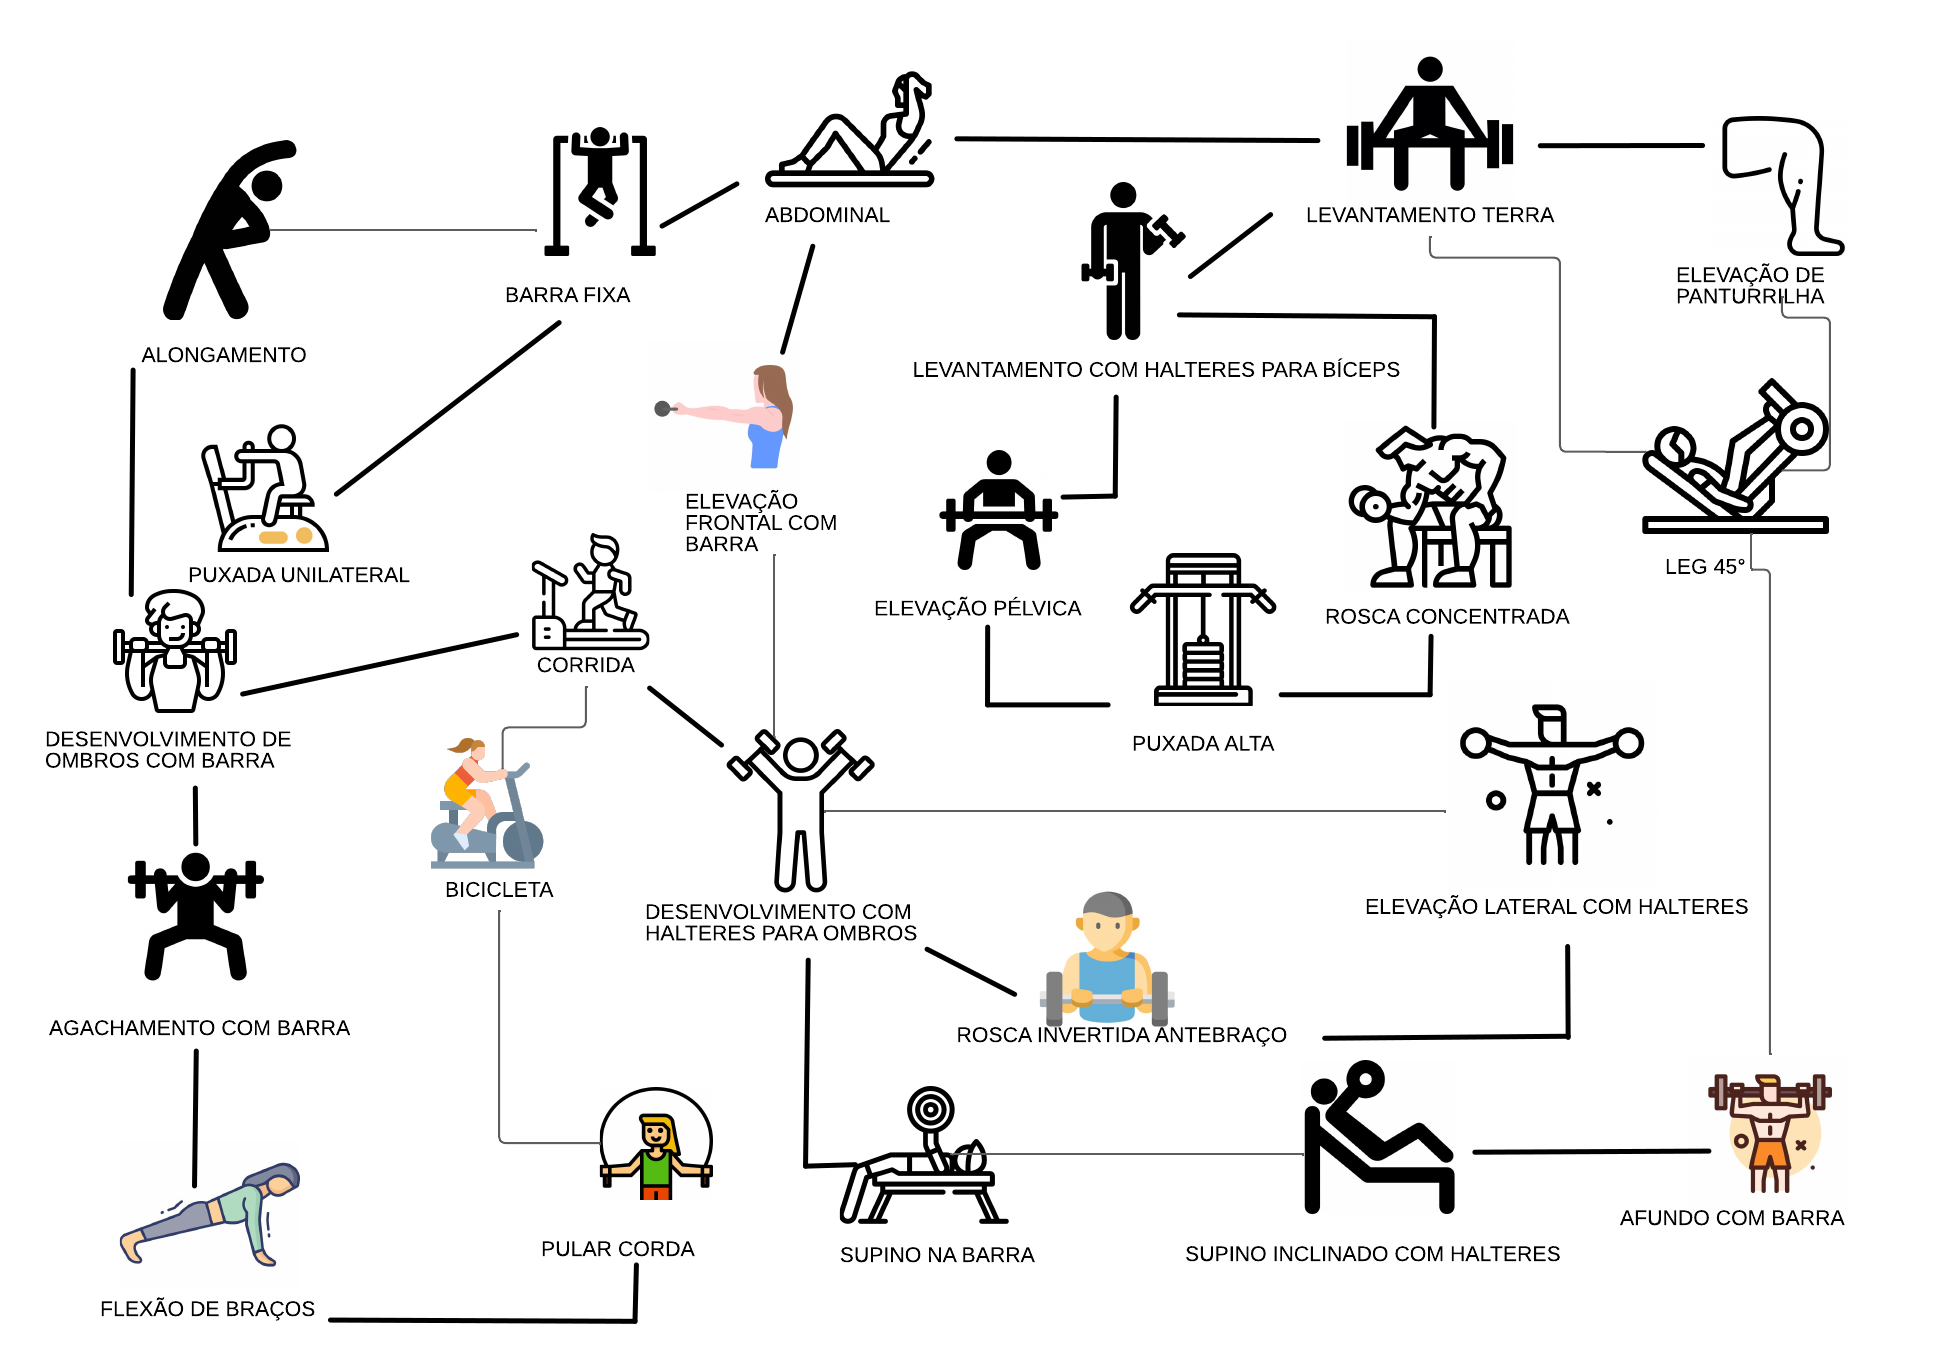 ABDOMINAL
LEVANTAMENTO TERRA
ELEVAÇÃO DE
PANTURRILHA
BARRA FIXA
ALONGAMENTO
LEVANTAMENTO COM HALTERES PARA BÍCEPS
ELEVAÇÃO
FRONTAL COM
BARRA
PUXADA UNILATERAL
LEG 45°
ELEVAÇÃO PÉLVICA
ROSCA CONCENTRADA
CORRIDA
DESENVOLVIMENTO DE
OMBROS COM BARRA
PUXADA ALTA
BICICLETA
DESENVOLVIMENTO COM
HALTERES PARA OMBROS
ELEVAÇÃO LATERAL COM HALTERES
AGACHAMENTO COM BARRA
ROSCA INVERTIDA ANTEBRAÇO
AFUNDO COM BARRA
PULAR CORDA
SUPINO NA BARRA
SUPINO INCLINADO COM HALTERES
FLEXÃO DE BRAÇOS